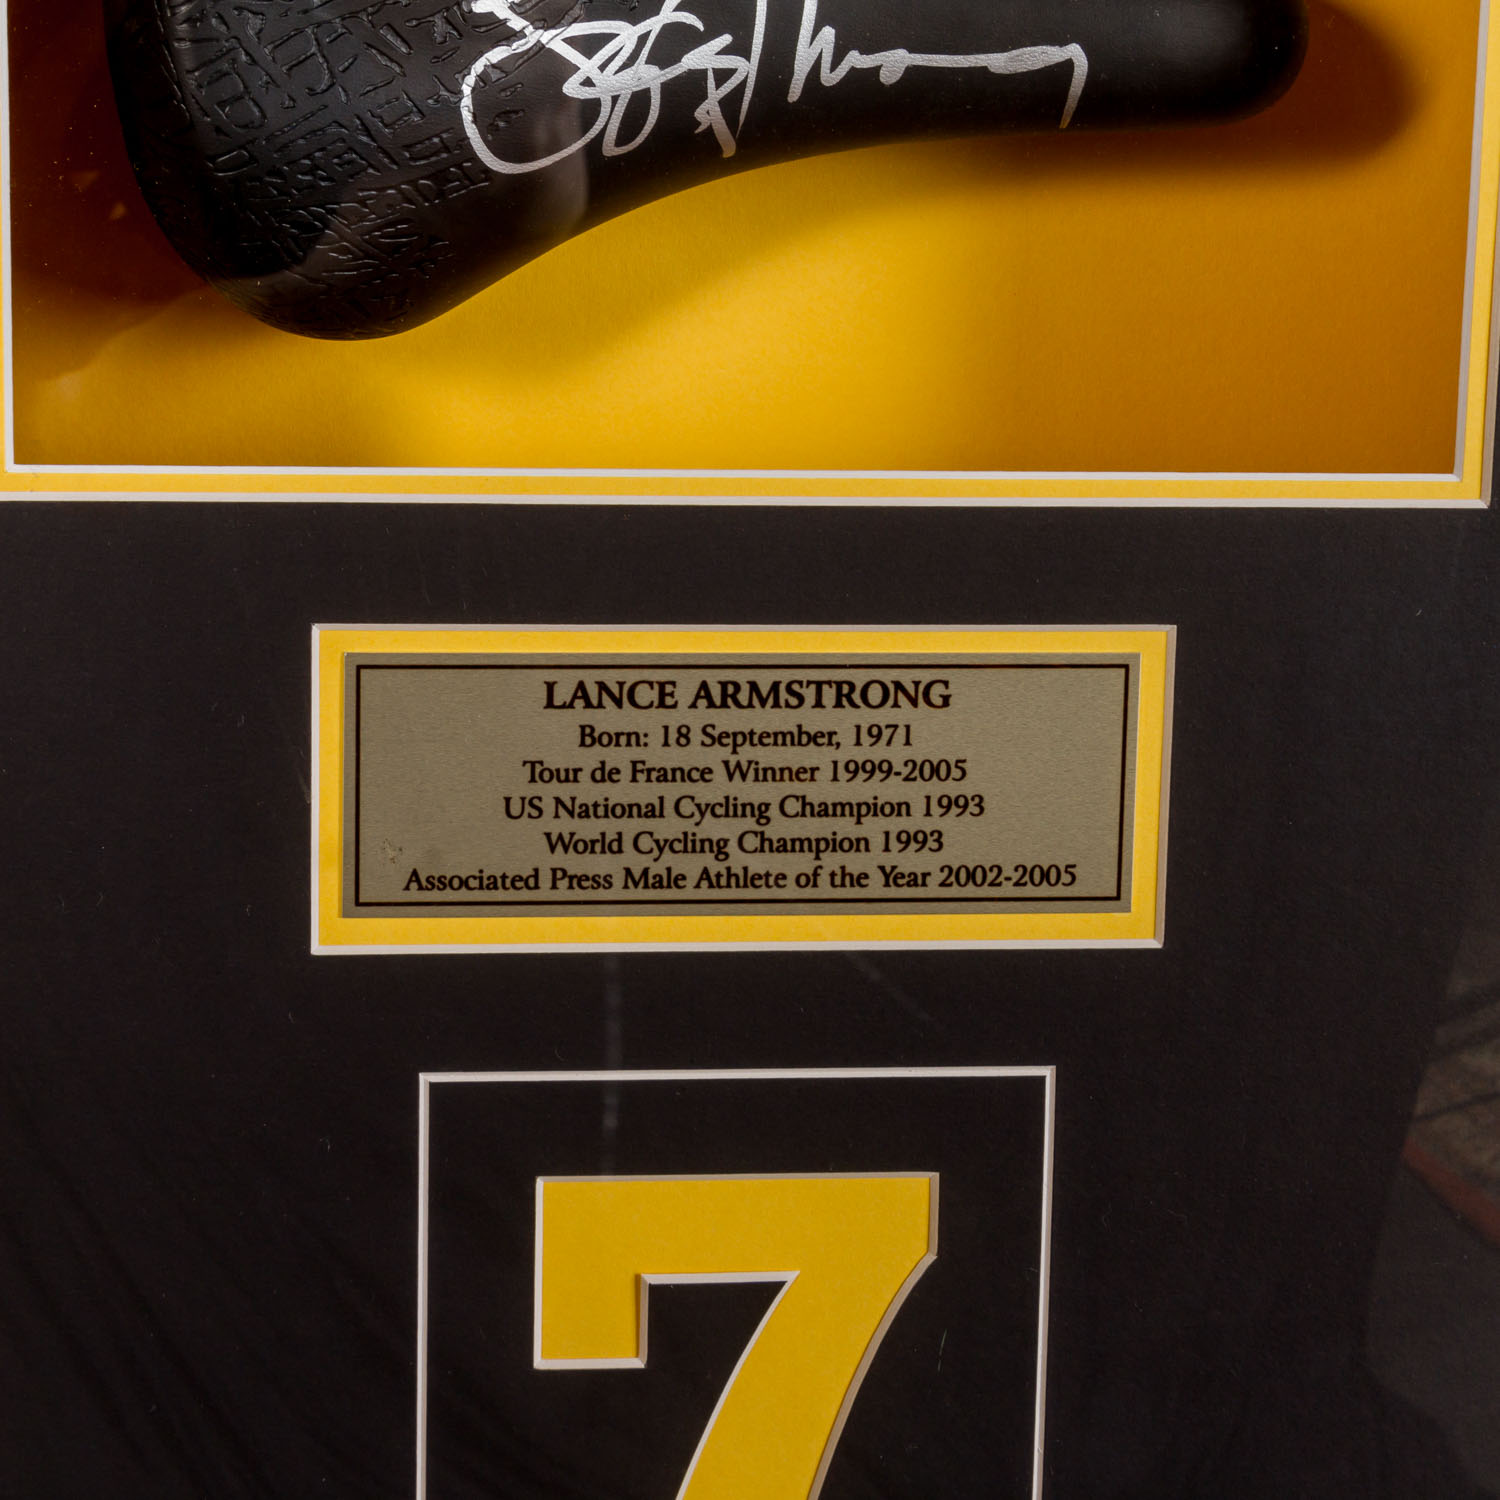 LANCE ARMSTRONG
Born: 18 September, 1971
Tour de France Winner 1999-2005
US National Cycling Champion 1993
World Cycling Champion 1993
Associated Press Male Athlete of the Year 2002-2005
7